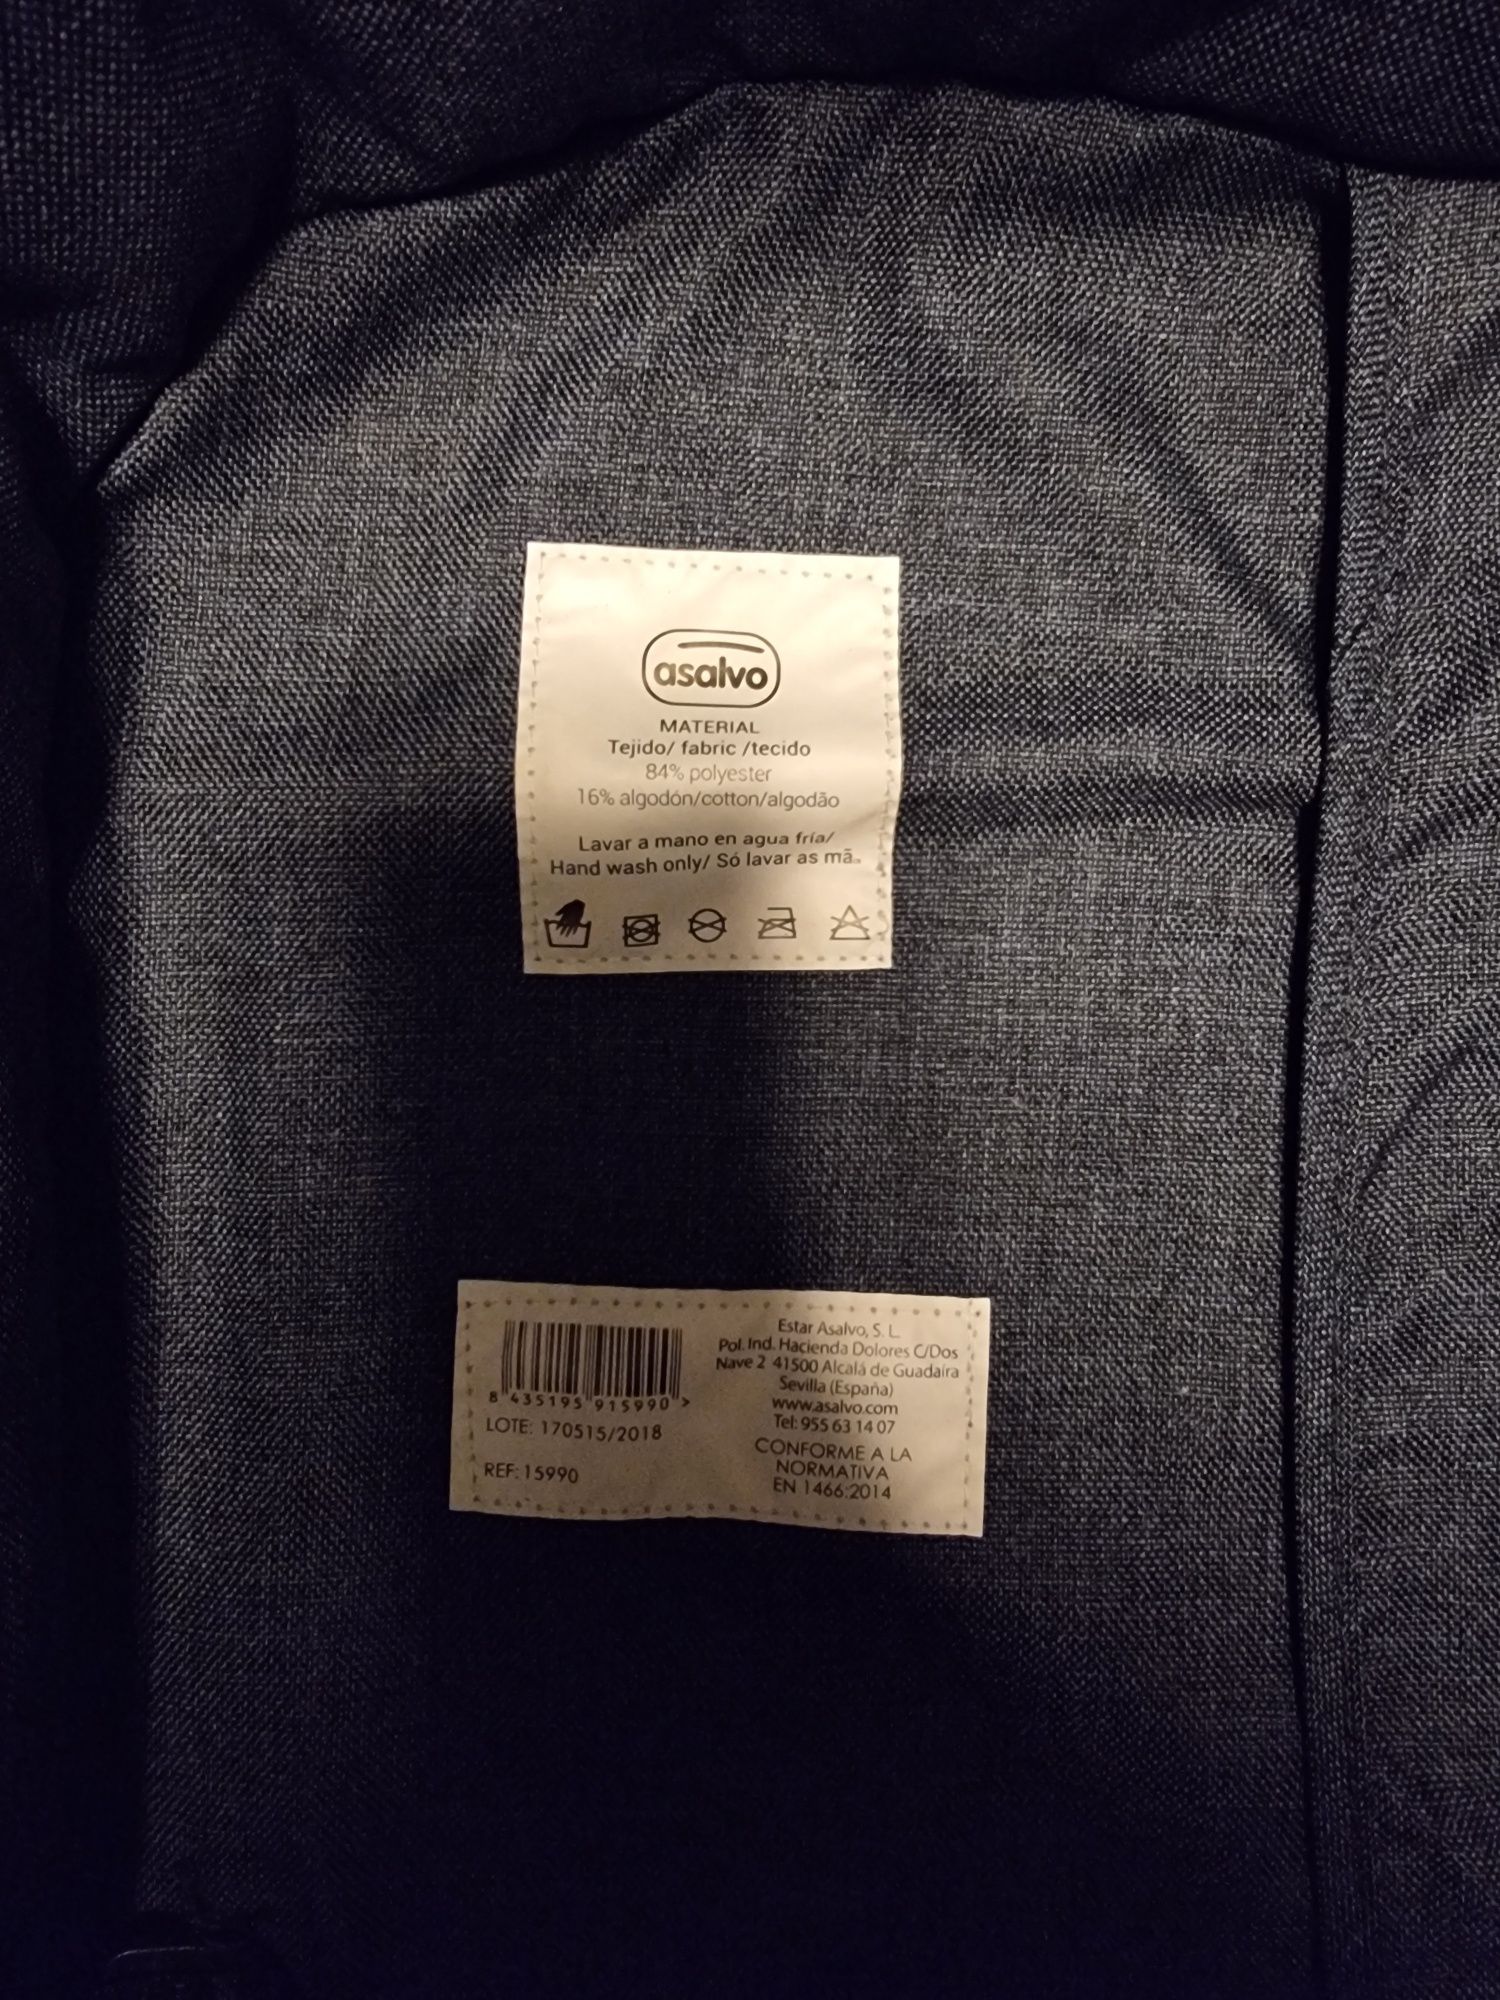 asalvo
MATERIAL
Tejido/ fabric /tecido
84% polyester
16% algodón/cotton/algodão
Lavar a mano en agua fría/
Hand wash only/ Só lavar as mã
8 435195 915990 >
LOTE: 170515/2018
REF: 15990
Estar Asalvo, S. L.
Pol. Ind. Hacienda Dolores C/Dos
Nave 2 41500 Alcalá de Guadaíra
Sevilla (España)
www.asalvo.com
Tel: 955 63 14 07
CONFORME A LA
NORMATIVA
EN 1466:2014